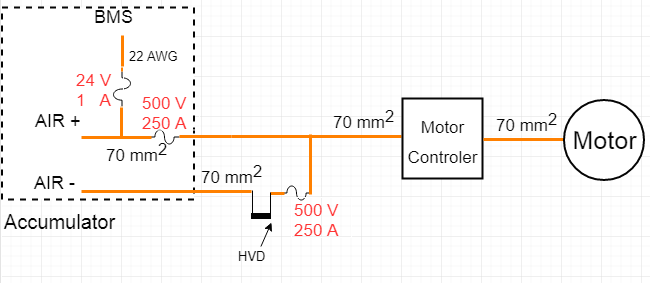 BMS
22 AWG
24 V
1 A
500 V
250 A
AIR +
70 mm2
70 mm2
Motor
Controler
70 mm2
Motor
AIR -
70 mm2
500 V
250 A
Accumulator
HVD